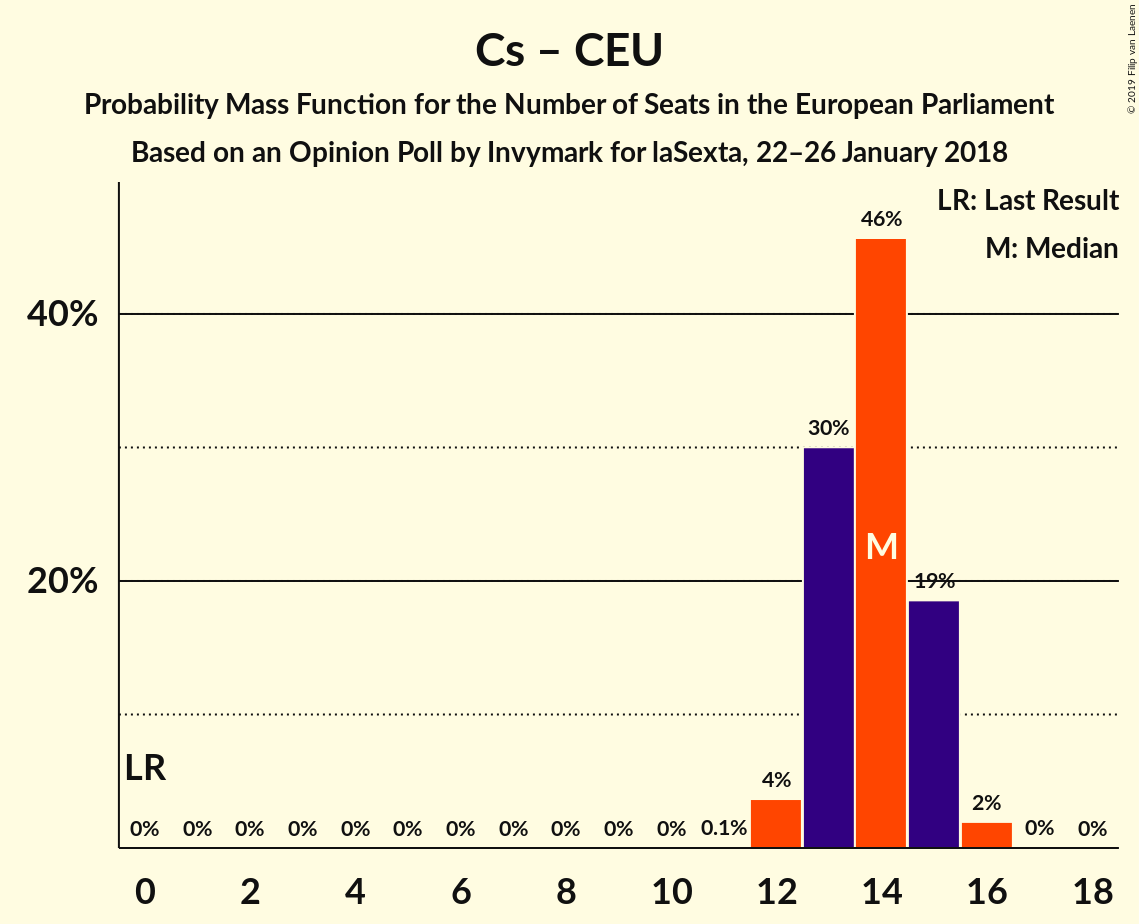 Cs – CEU
Probability Mass Function for the Number of Seats in the European Parliament
Based on an Opinion Poll by Invymark for laSexta, 22–26 January 2018
© 2019 Filip van Laenen
LR: Last Result
M: Median
46%
40%
30%
M
20%
19%
LR
4%
2%
0% 0% 0% 0% 0% 0% 0% 0% 0% 0% 0% 0.1% 0% 0%
0 2 4 6 8 10 12 14 16 18